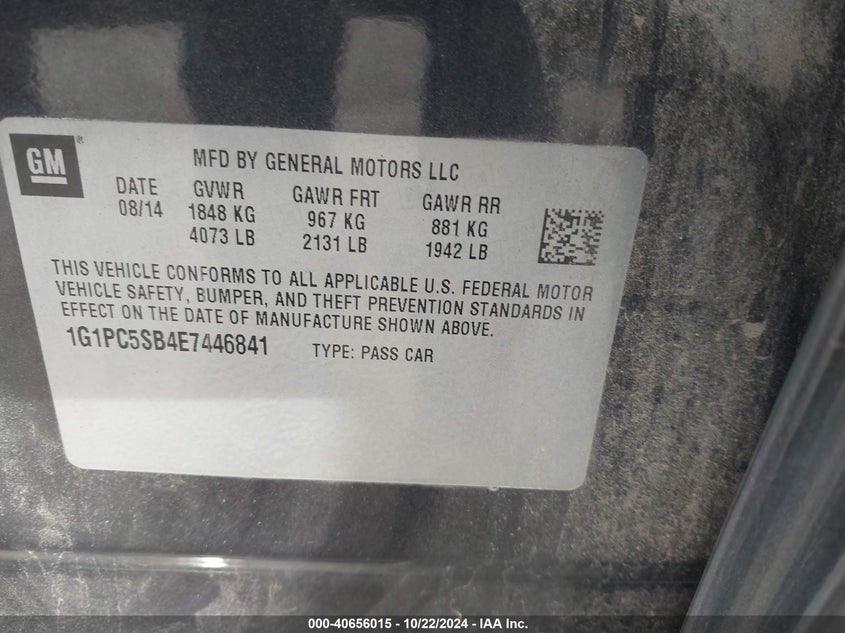 GM
MFD BY GENERAL MOTORS LLC
DATE GVWR GAWR FRT GAWR RR
08/14 1848 KG 967 KG 881 KG
4073 LB 2131 LB 1942 LB
THIS VEHICLE CONFORMS TO ALL APPLICABLE U.S. FEDERAL MOTOR
VEHICLE SAFETY, BUMPER, AND THEFT PREVENTION STANDARDS IN
EFFECT ON THE DATE OF MANUFACTURE SHOWN ABOVE.
1G1PC5SB4E7446841 TYPE: PASS CAR
000-40656015 - 10/22/2024 - IAA Inc.